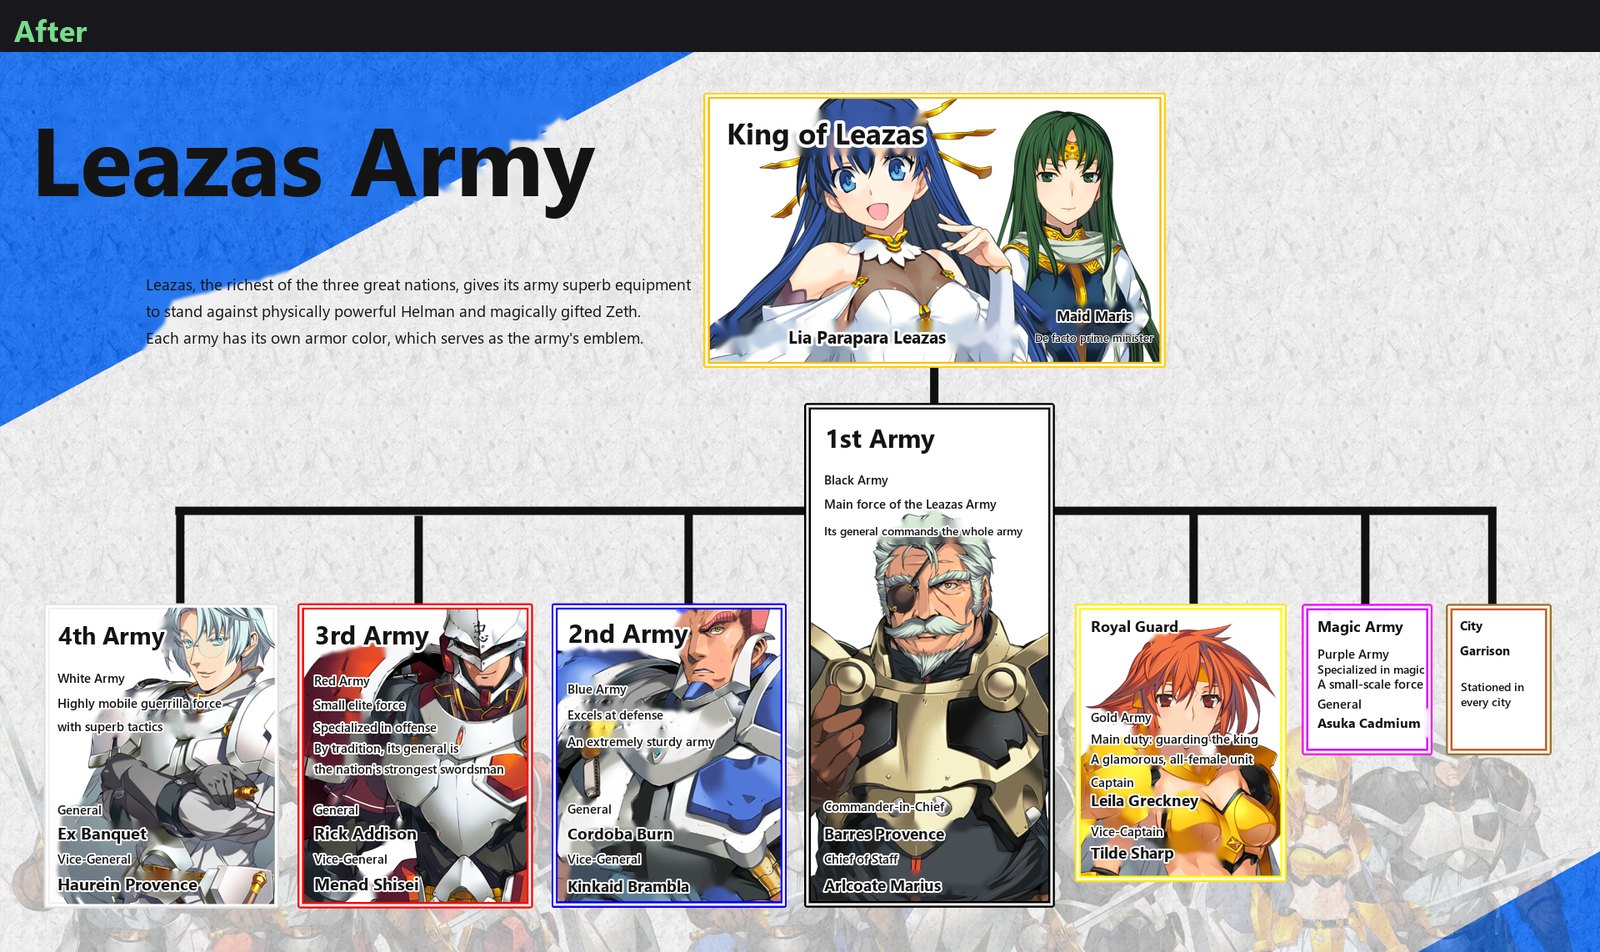 After
Leazas Army
Leazas, the richest of the three great nations, gives its army superb equipment
to stand against physically powerful Helman and magically gifted Zeth.
Each army has its own armor color, which serves as the army's emblem.
King of Leazas
Lia Parapara Leazas
Maid Maris
De facto prime minister
1st Army
Black Army
Main force of the Leazas Army
Its general commands the whole army
Commander-in-Chief
Barres Provence
Chief of Staff
Arlcoate Marius
4th Army
White Army
Highly mobile guerrilla force
with superb tactics
General
Ex Banquet
Vice-General
Haurein Provence
3rd Army
Red Army
Small elite force
Specialized in offense
By tradition, its general is
the nation's strongest swordsman
General
Rick Addison
Vice-General
Menad Shisei
忠
2nd Army
Blue Army
Excels at defense
An extremely sturdy army
General
Cordoba Burn
Vice-General
Kinkaid Brambla
Royal Guard
Gold Army
Main duty: guarding the king
A glamorous, all-female unit
Captain
Leila Greckney
Vice-Captain
Tilde Sharp
Magic Army
Purple Army
Specialized in magic
A small-scale force
General
Asuka Cadmium
City
Garrison
Stationed in
every city